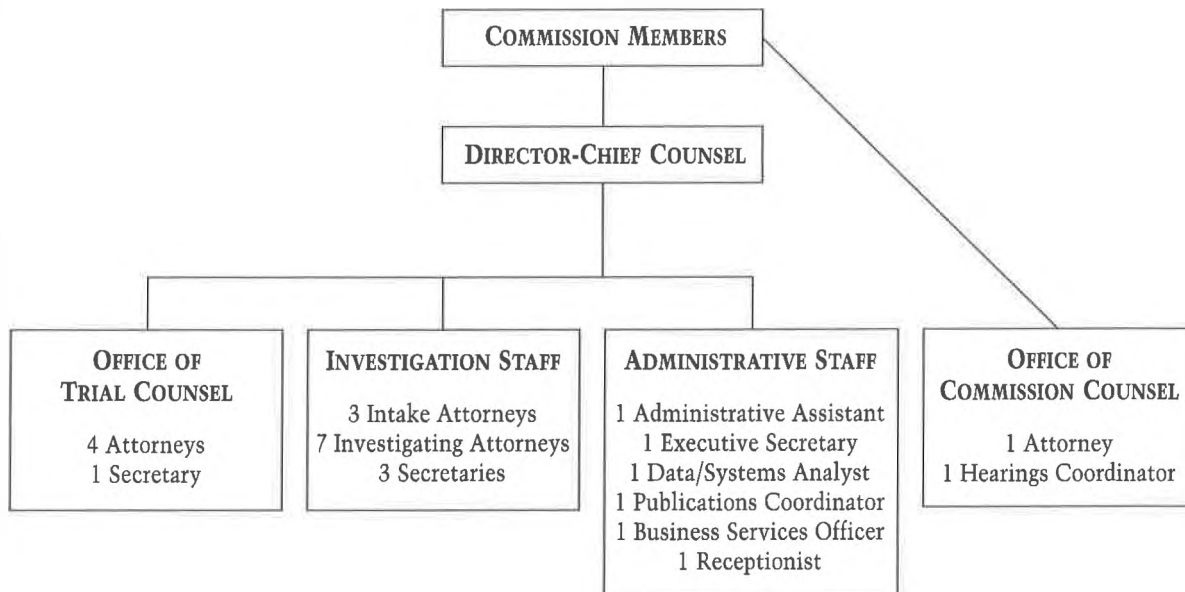 COMMISSION MEMBERS
DIRECTOR-CHIEF COUNSEL
OFFICE OF
TRIAL COUNSEL
4 Attorneys
1 Secretary
INVESTIGATION STAFF
3 Intake Attorneys
7 Investigating Attorneys
3 Secretaries
ADMINISTRATIVE STAFF
1 Administrative Assistant
1 Executive Secretary
1 Data/Systems Analyst
1 Publications Coordinator
1 Business Services Officer
1 Receptionist
OFFICE OF
COMMISSION COUNSEL
1 Attorney
1 Hearings Coordinator